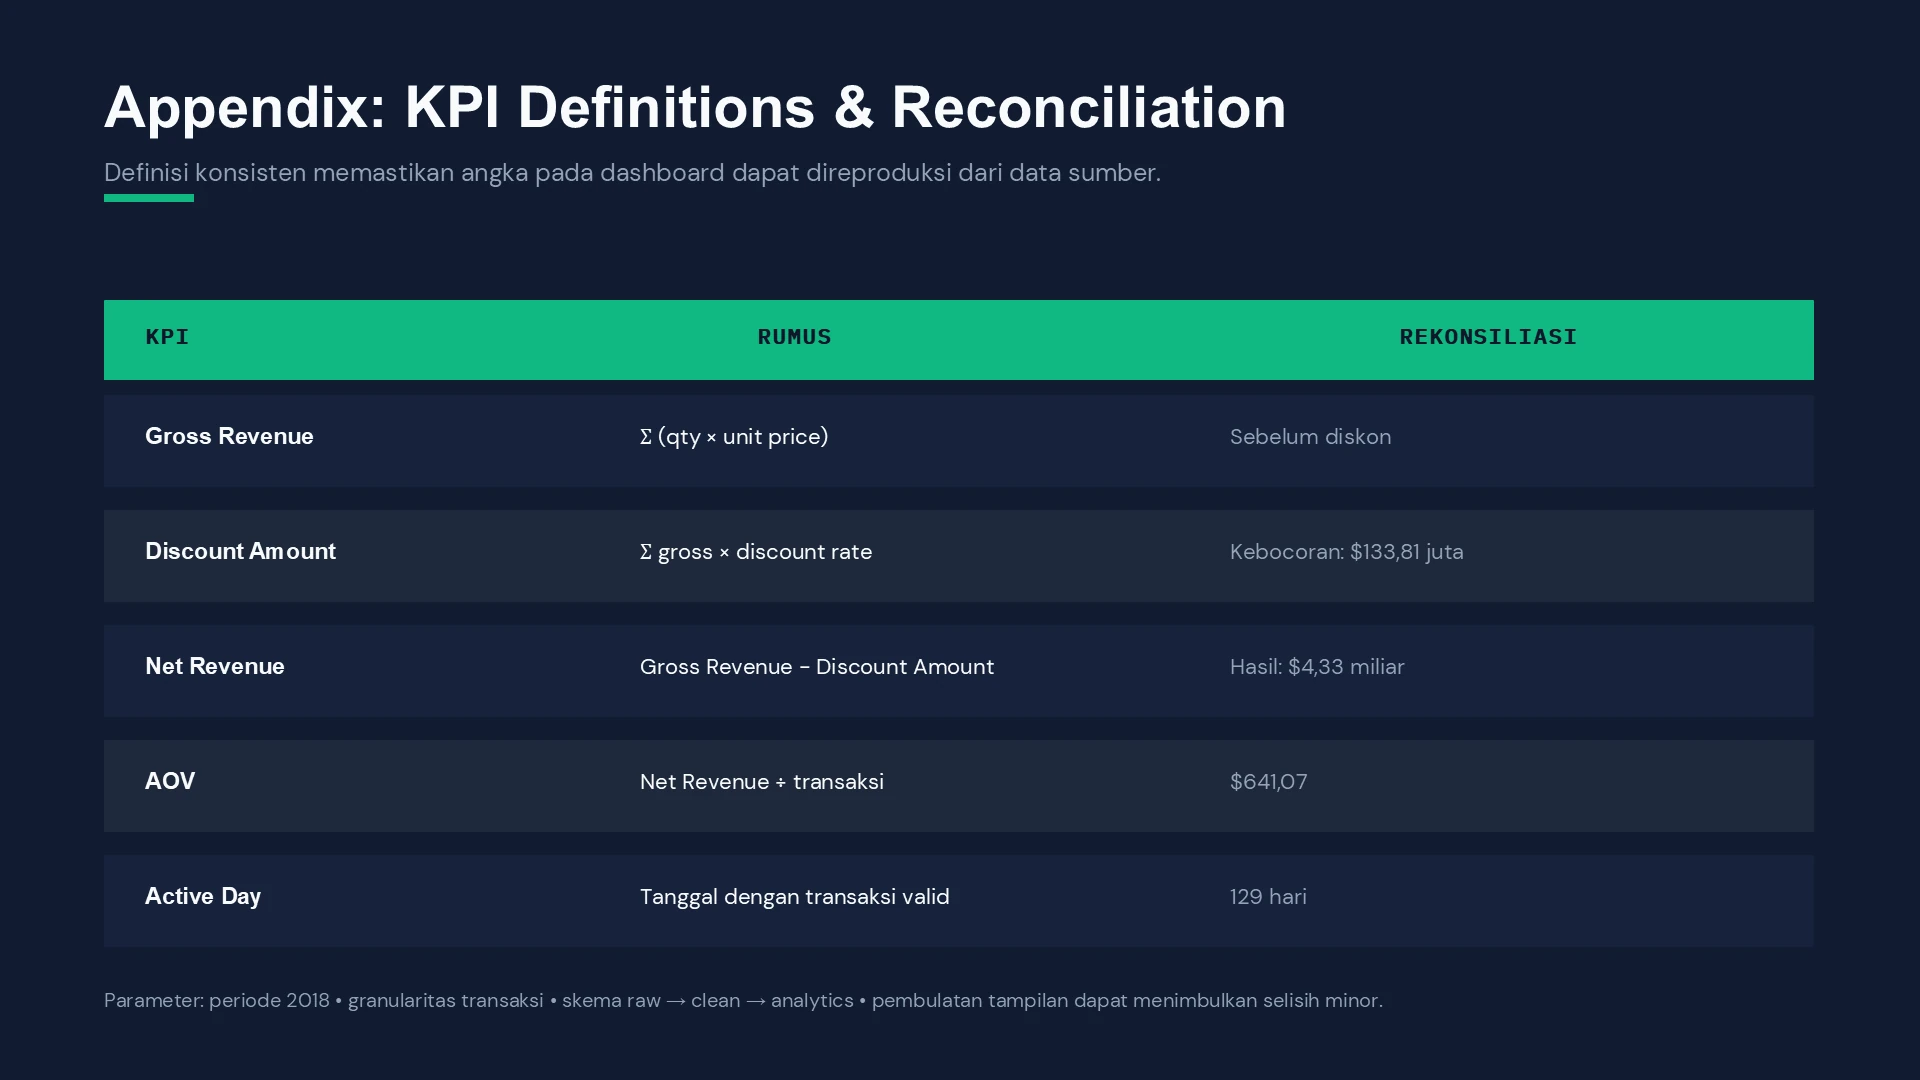 Appendix: KPI Definitions & Reconciliation
Definisi konsisten memastikan angka pada dashboard dapat direproduksi dari data sumber.
KPI RUMUS REKONSILIASI
Gross Revenue Σ (qty × unit price) Sebelum diskon
Discount Amount Σ gross × discount rate Kebocoran: $133,81 juta
Net Revenue Gross Revenue − Discount Amount Hasil: $4,33 miliar
AOV Net Revenue ÷ transaksi $641,07
Active Day Tanggal dengan transaksi valid 129 hari
Parameter: periode 2018 • granularitas transaksi • skema raw → clean → analytics • pembulatan tampilan dapat menimbulkan selisih minor.